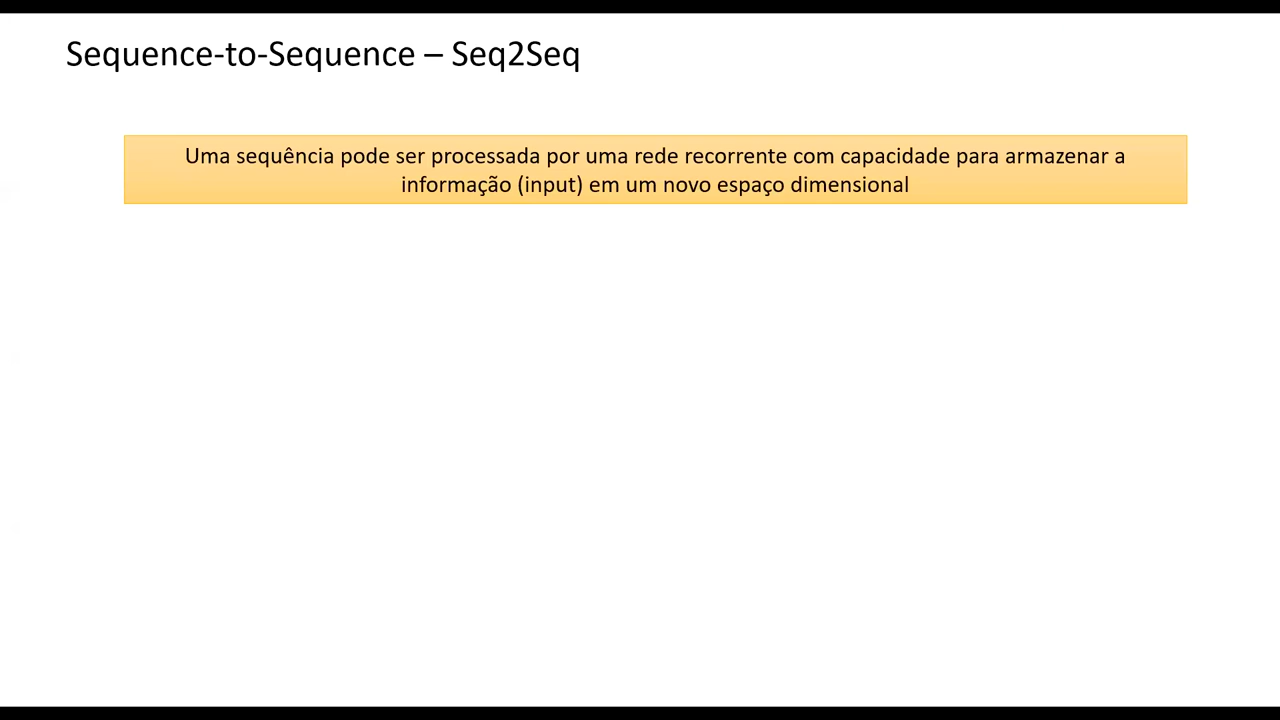 Sequence-to-Sequence – Seq2Seq
Uma sequência pode ser processada por uma rede recorrente com capacidade para armazenar a
informação (input) em um novo espaço dimensional